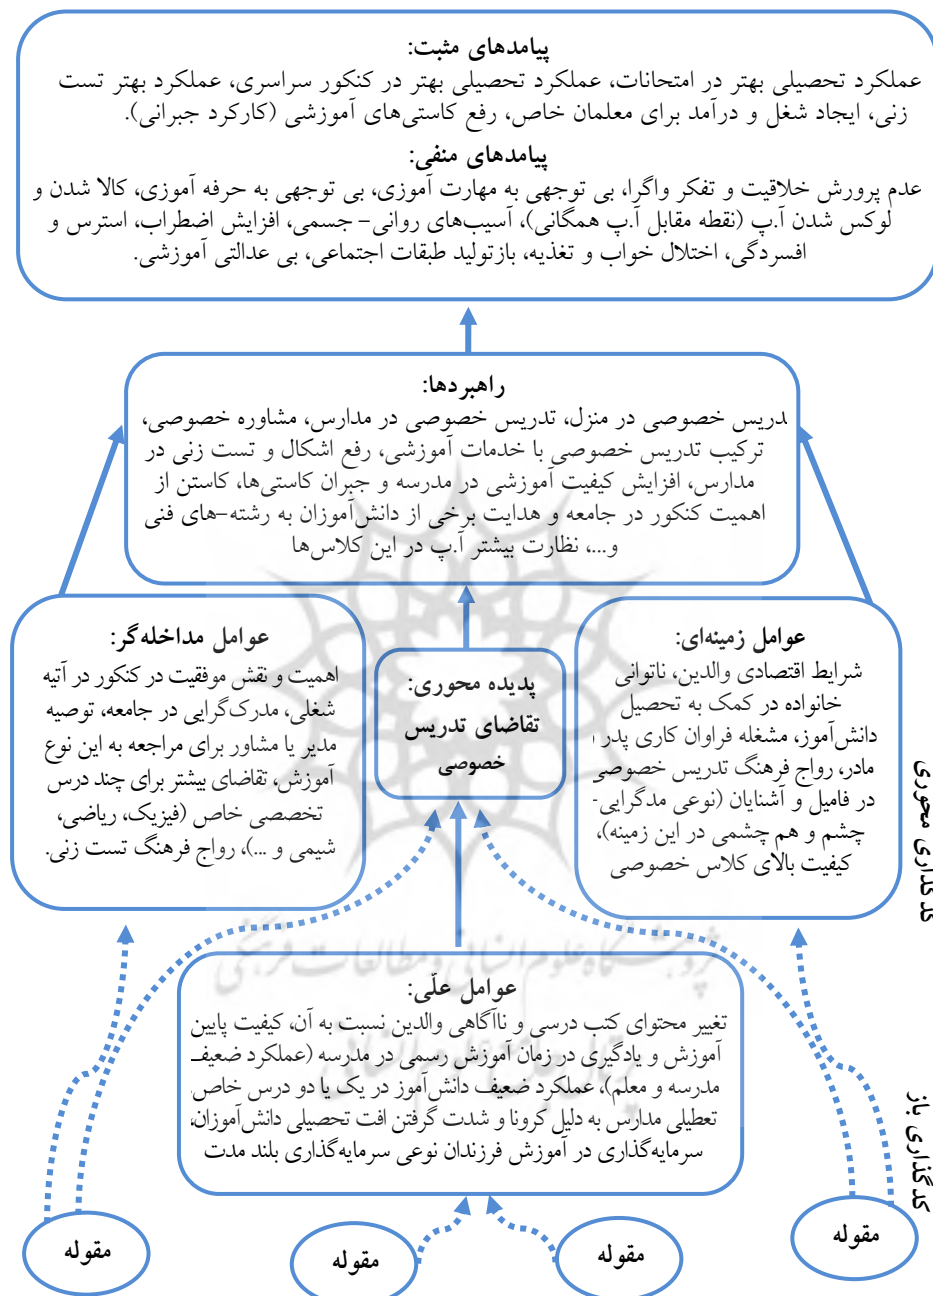 پیامدهای مثبت:
عملکرد تحصیلی بهتر در امتحانات، عملکرد تحصیلی بهتر در کنکور سراسری، عملکرد بهتر تست
زنی، ایجاد شغل و درآمد برای معلمان خاص، رفع کاستی‌های آموزشی (کارکرد جبرانی).
پیامدهای منفی:
عدم پرورش خلاقیت و تفکر واگرا، بی توجهی به مهارت آموزی، بی توجهی به حرفه آموزی، کالا شدن و
لوکس شدن آ.پ (نقطه مقابل آ.پ همگانی)، آسیب‌های روانی- جسمی، افزایش اضطراب، استرس و
افسردگی، اختلال خواب و تغذیه، بازتولید طبقات اجتماعی، بی عدالتی آموزشی.
راهبردها:
تدریس خصوصی در منزل، تدریس خصوصی در مدارس، مشاوره خصوصی،
ترکیب تدریس خصوصی با خدمات آموزشی، رفع اشکال و تست زنی در
مدارس، افزایش کیفیت آموزشی در مدرسه و جبران کاستی‌ها، کاستن از
اهمیت کنکور در جامعه و هدایت برخی از دانش‌آموزان به رشته-های فنی
و...، نظارت بیشتر آ.پ در این کلاس‌ها
عوامل زمینه‌ای:
شرایط اقتصادی والدین، ناتوانی
خانواده در کمک به تحصیل
دانش‌آموز، مشغله فراوان کاری پدر و
مادر، رواج فرهنگ تدریس خصوصی
در فامیل و آشنایان (نوعی مدگرایی-
چشم و هم چشمی در این زمینه)،
کیفیت بالای کلاس خصوصی
پدیده محوری:
تقاضای تدریس
خصوصی
عوامل مداخله‌گر:
اهمیت و نقش موفقیت در کنکور در آتیه
شغلی، مدرک‌گرایی در جامعه، توصیه
مدیر یا مشاور برای مراجعه به این نوع
آموزش، تقاضای بیشتر برای چند درس
تخصصی خاص (فیزیک، ریاضی،
شیمی و ...)، رواج فرهنگ تست زنی.
کدگذاری محوری
پژوهشگاه علوم انسانی و مطالعات فرهنگی
پرتال جامع علوم انسانی
عوامل علّی:
تغییر محتوای کتب درسی و ناآگاهی والدین نسبت به آن، کیفیت پایین
آموزش و یادگیری در زمان آموزش رسمی در مدرسه (عملکرد ضعیف
مدرسه و معلم)، عملکرد ضعیف دانش‌آموز در یک یا دو درس خاص،
تعطیلی مدارس به دلیل کرونا و شدت گرفتن افت تحصیلی دانش‌آموزان،
سرمایه‌گذاری در آموزش فرزندان نوعی سرمایه‌گذاری بلند مدت
کدگذاری باز
مقوله
مقوله
مقوله
مقوله